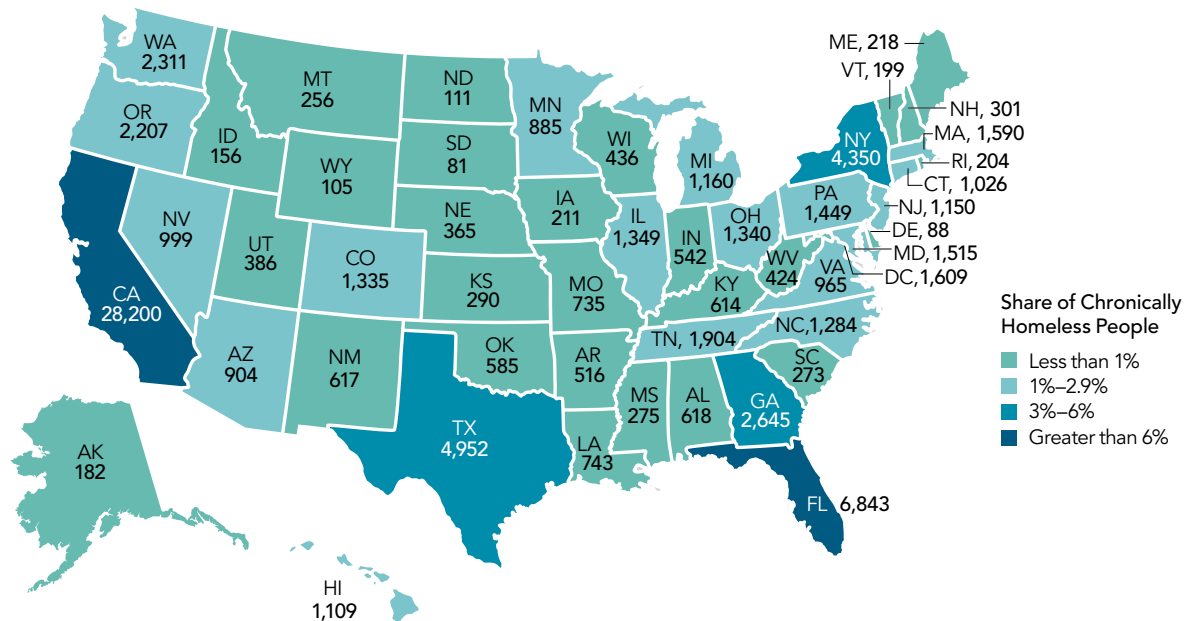 WA
2,311
OR
2,207
CA
28,200
NV
999
ID
156
MT
256
WY
105
UT
386
AZ
904
CO
1,335
NM
617
ND
111
SD
81
NE
365
KS
290
OK
585
TX
4,952
MN
885
IA
211
MO
735
AR
516
LA
743
WI
436
IL
1,349
MI
1,160
IN
542
OH
1,340
KY
614
TN, 1,904
MS
275
AL
618
GA
2,645
FL 6,843
SC
273
NC,1,284
VA
965
WV
424
PA
1,449
NY
4,350
ME, 218
VT, 199
NH, 301
MA, 1,590
RI, 204
CT, 1,026
NJ, 1,150
DE, 88
MD, 1,515
DC,1,609
AK
182
HI
1,109
Share of Chronically
Homeless People
Less than 1%
1%–2.9%
3%–6%
Greater than 6%